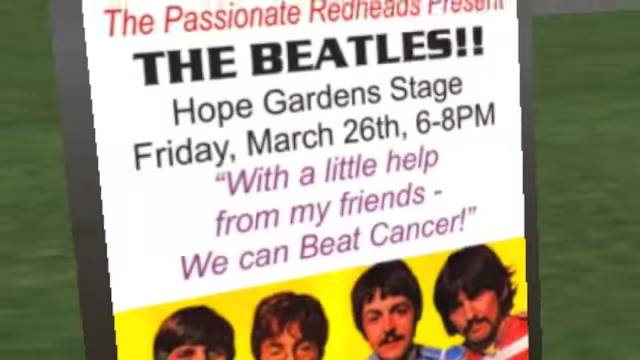 The Passionate Redheads Present
THE BEATLES!!
Hope Gardens Stage
Friday, March 26th, 6-8PM
"With a little help
from my friends -
We can Beat Cancer!"